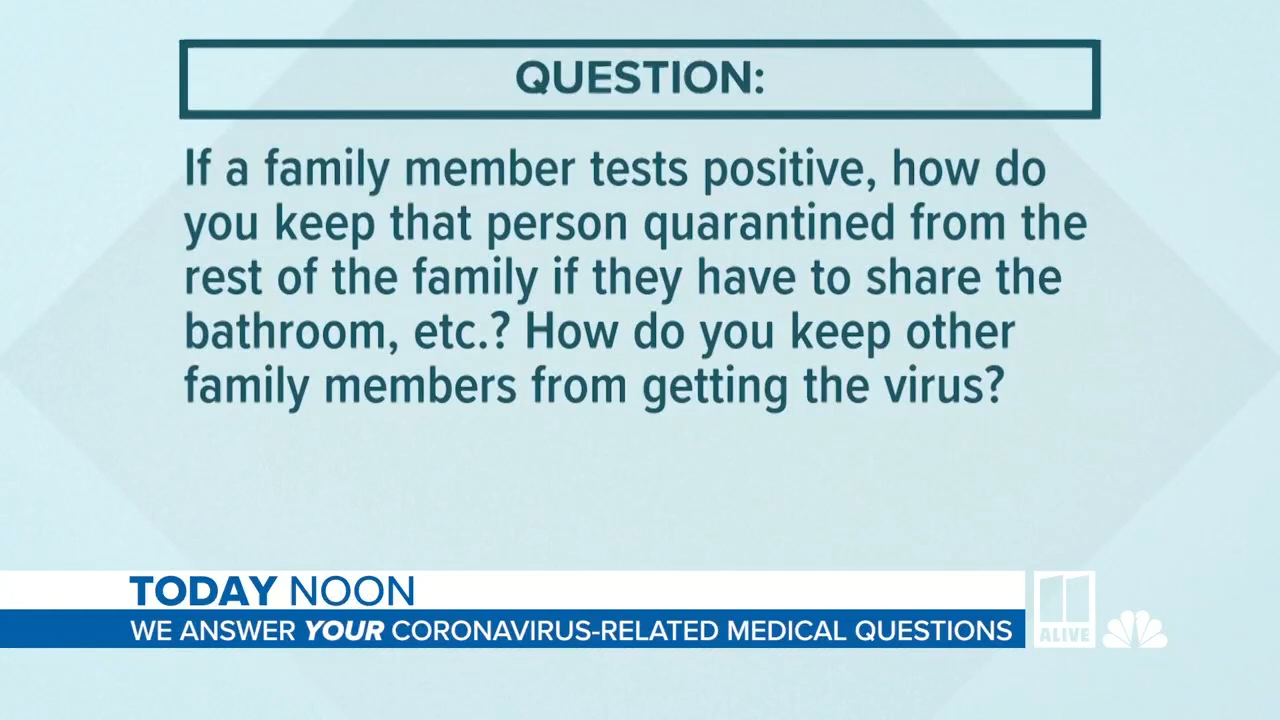 QUESTION:
If a family member tests positive, how do
you keep that person quarantined from the
rest of the family if they have to share the
bathroom, etc.? How do you keep other
family members from getting the virus?
TODAY NOON
WE ANSWER YOUR CORONAVIRUS-RELATED MEDICAL QUESTIONS
11
ALIVE